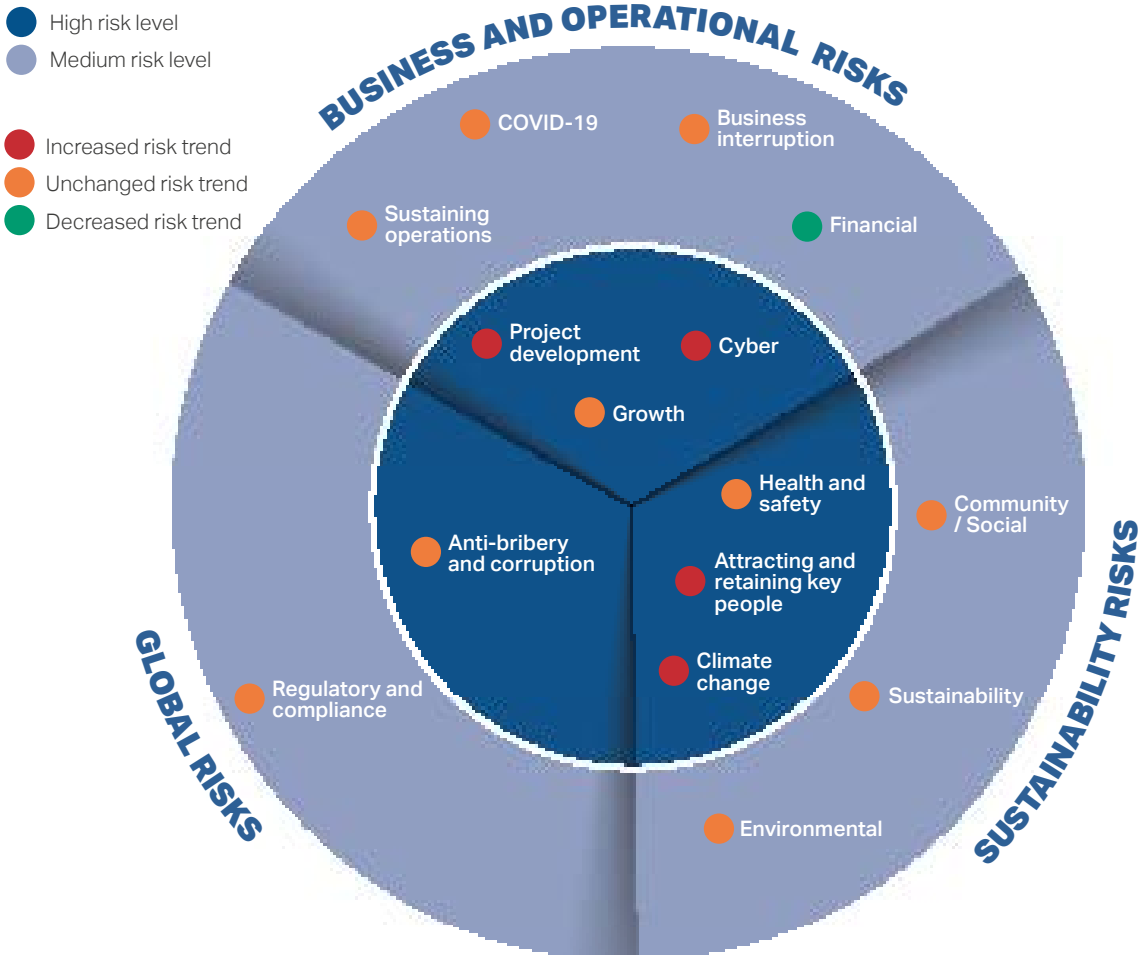 High risk level
Medium risk level
Increased risk trend
Unchanged risk trend
Decreased risk trend
BUSINESS AND OPERATIONAL RISKS
COVID-19
Business
interruption
Sustaining
operations
Financial
Project
development
Cyber
Growth
Health and
safety
Community
/ Social
Anti-bribery
and corruption
Attracting and
retaining key
people
Climate
change
Regulatory and
compliance
Sustainability
Environmental
GLOBAL RISKS
SUSTAINABILITY RISKS